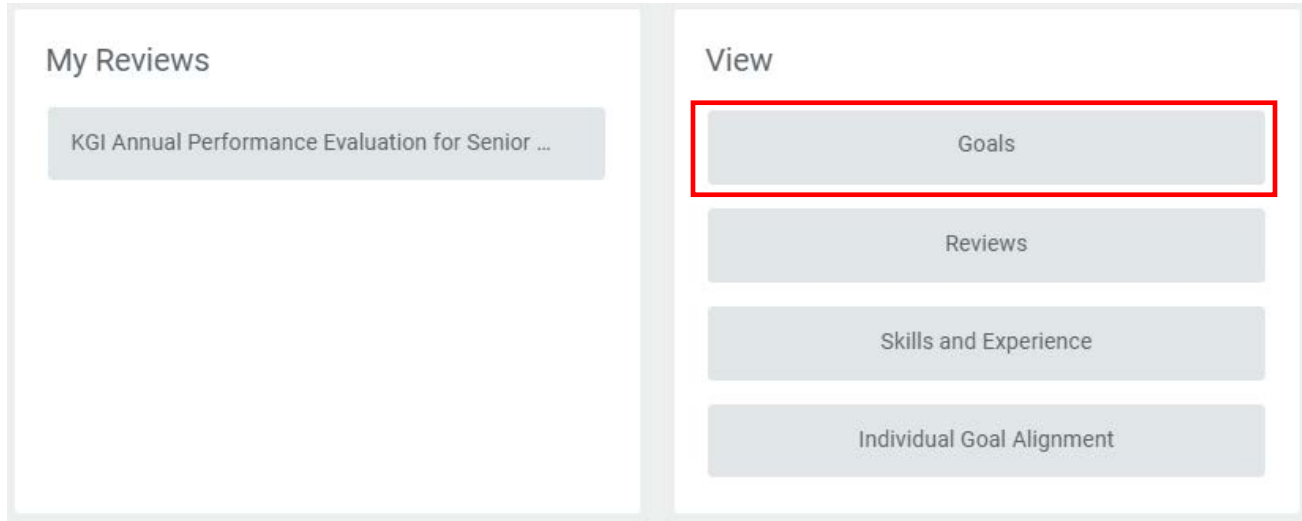 My Reviews
KGI Annual Performance Evaluation for Senior ...
View
Goals
Reviews
Skills and Experience
Individual Goal Alignment